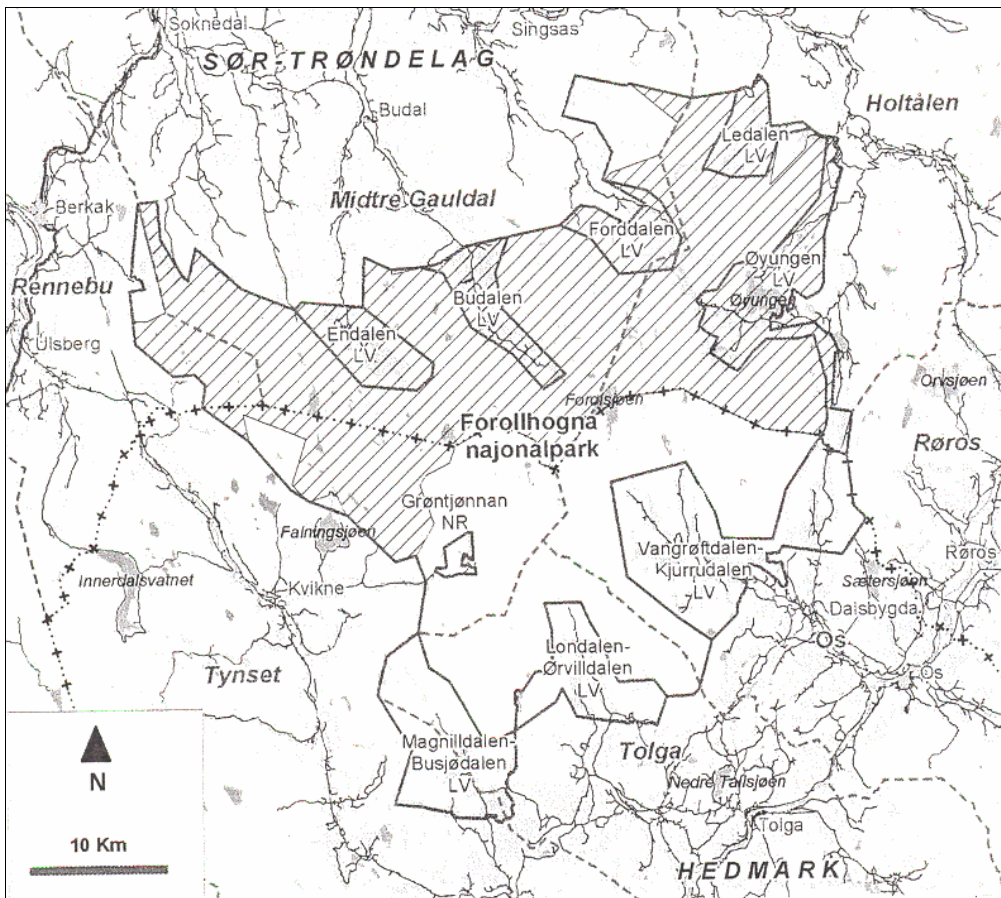 Soknedal
Singsas
SØR-TRØNDELAG
Holtålen
Budal
Ledalen
LV
Midtre Gauldal
Berkak
Forddalen
LV
Øyungen
LV
Øyungen
Rennebu
Budalen
LV
Endalen
LV
Ulsberg
Orvsjøen
Forollhogna
najonalpark
Røros
Grøntjønnan
NR
Falningsjøen
Vangrøftdalen-
Kjurrudalen
LV
Røros
Innerdalsvatnet
Kvikne
Sætersjøen
Dalsbygda
Os
Os
Londalen-
Ørvilldalen
LV
Tynset
Magnilldalen-
Busjødalen
LV
Tolga
Nedre Tallsjøen
N
Tolga
10 Km
HEDMARK